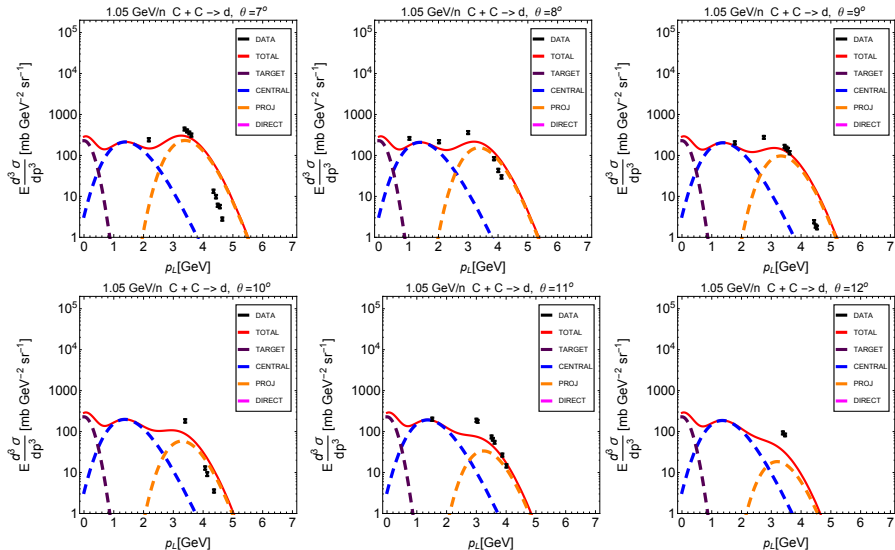 1.05 GeV/n C + C -> d, θ =7°
E d³σ/dp³ [mb GeV⁻² sr⁻¹]
10⁵
10⁴
1000
100
10
1
DATA
TOTAL
TARGET
CENTRAL
PROJ
DIRECT
0 1 2 3 4 5 6 7
p_L[GeV]
1.05 GeV/n C + C -> d, θ =8°
E d³σ/dp³ [mb GeV⁻² sr⁻¹]
10⁵
10⁴
1000
100
10
1
DATA
TOTAL
TARGET
CENTRAL
PROJ
DIRECT
0 1 2 3 4 5 6 7
p_L[GeV]
1.05 GeV/n C + C -> d, θ =9°
E d³σ/dp³ [mb GeV⁻² sr⁻¹]
10⁵
10⁴
1000
100
10
1
DATA
TOTAL
TARGET
CENTRAL
PROJ
DIRECT
0 1 2 3 4 5 6 7
p_L[GeV]
1.05 GeV/n C + C -> d, θ =10°
E d³σ/dp³ [mb GeV⁻² sr⁻¹]
10⁵
10⁴
1000
100
10
1
DATA
TOTAL
TARGET
CENTRAL
PROJ
DIRECT
0 1 2 3 4 5 6 7
p_L[GeV]
1.05 GeV/n C + C -> d, θ =11°
E d³σ/dp³ [mb GeV⁻² sr⁻¹]
10⁵
10⁴
1000
100
10
1
DATA
TOTAL
TARGET
CENTRAL
PROJ
DIRECT
0 1 2 3 4 5 6 7
p_L[GeV]
1.05 GeV/n C + C -> d, θ =12°
E d³σ/dp³ [mb GeV⁻² sr⁻¹]
10⁵
10⁴
1000
100
10
1
DATA
TOTAL
TARGET
CENTRAL
PROJ
DIRECT
0 1 2 3 4 5 6 7
p_L[GeV]